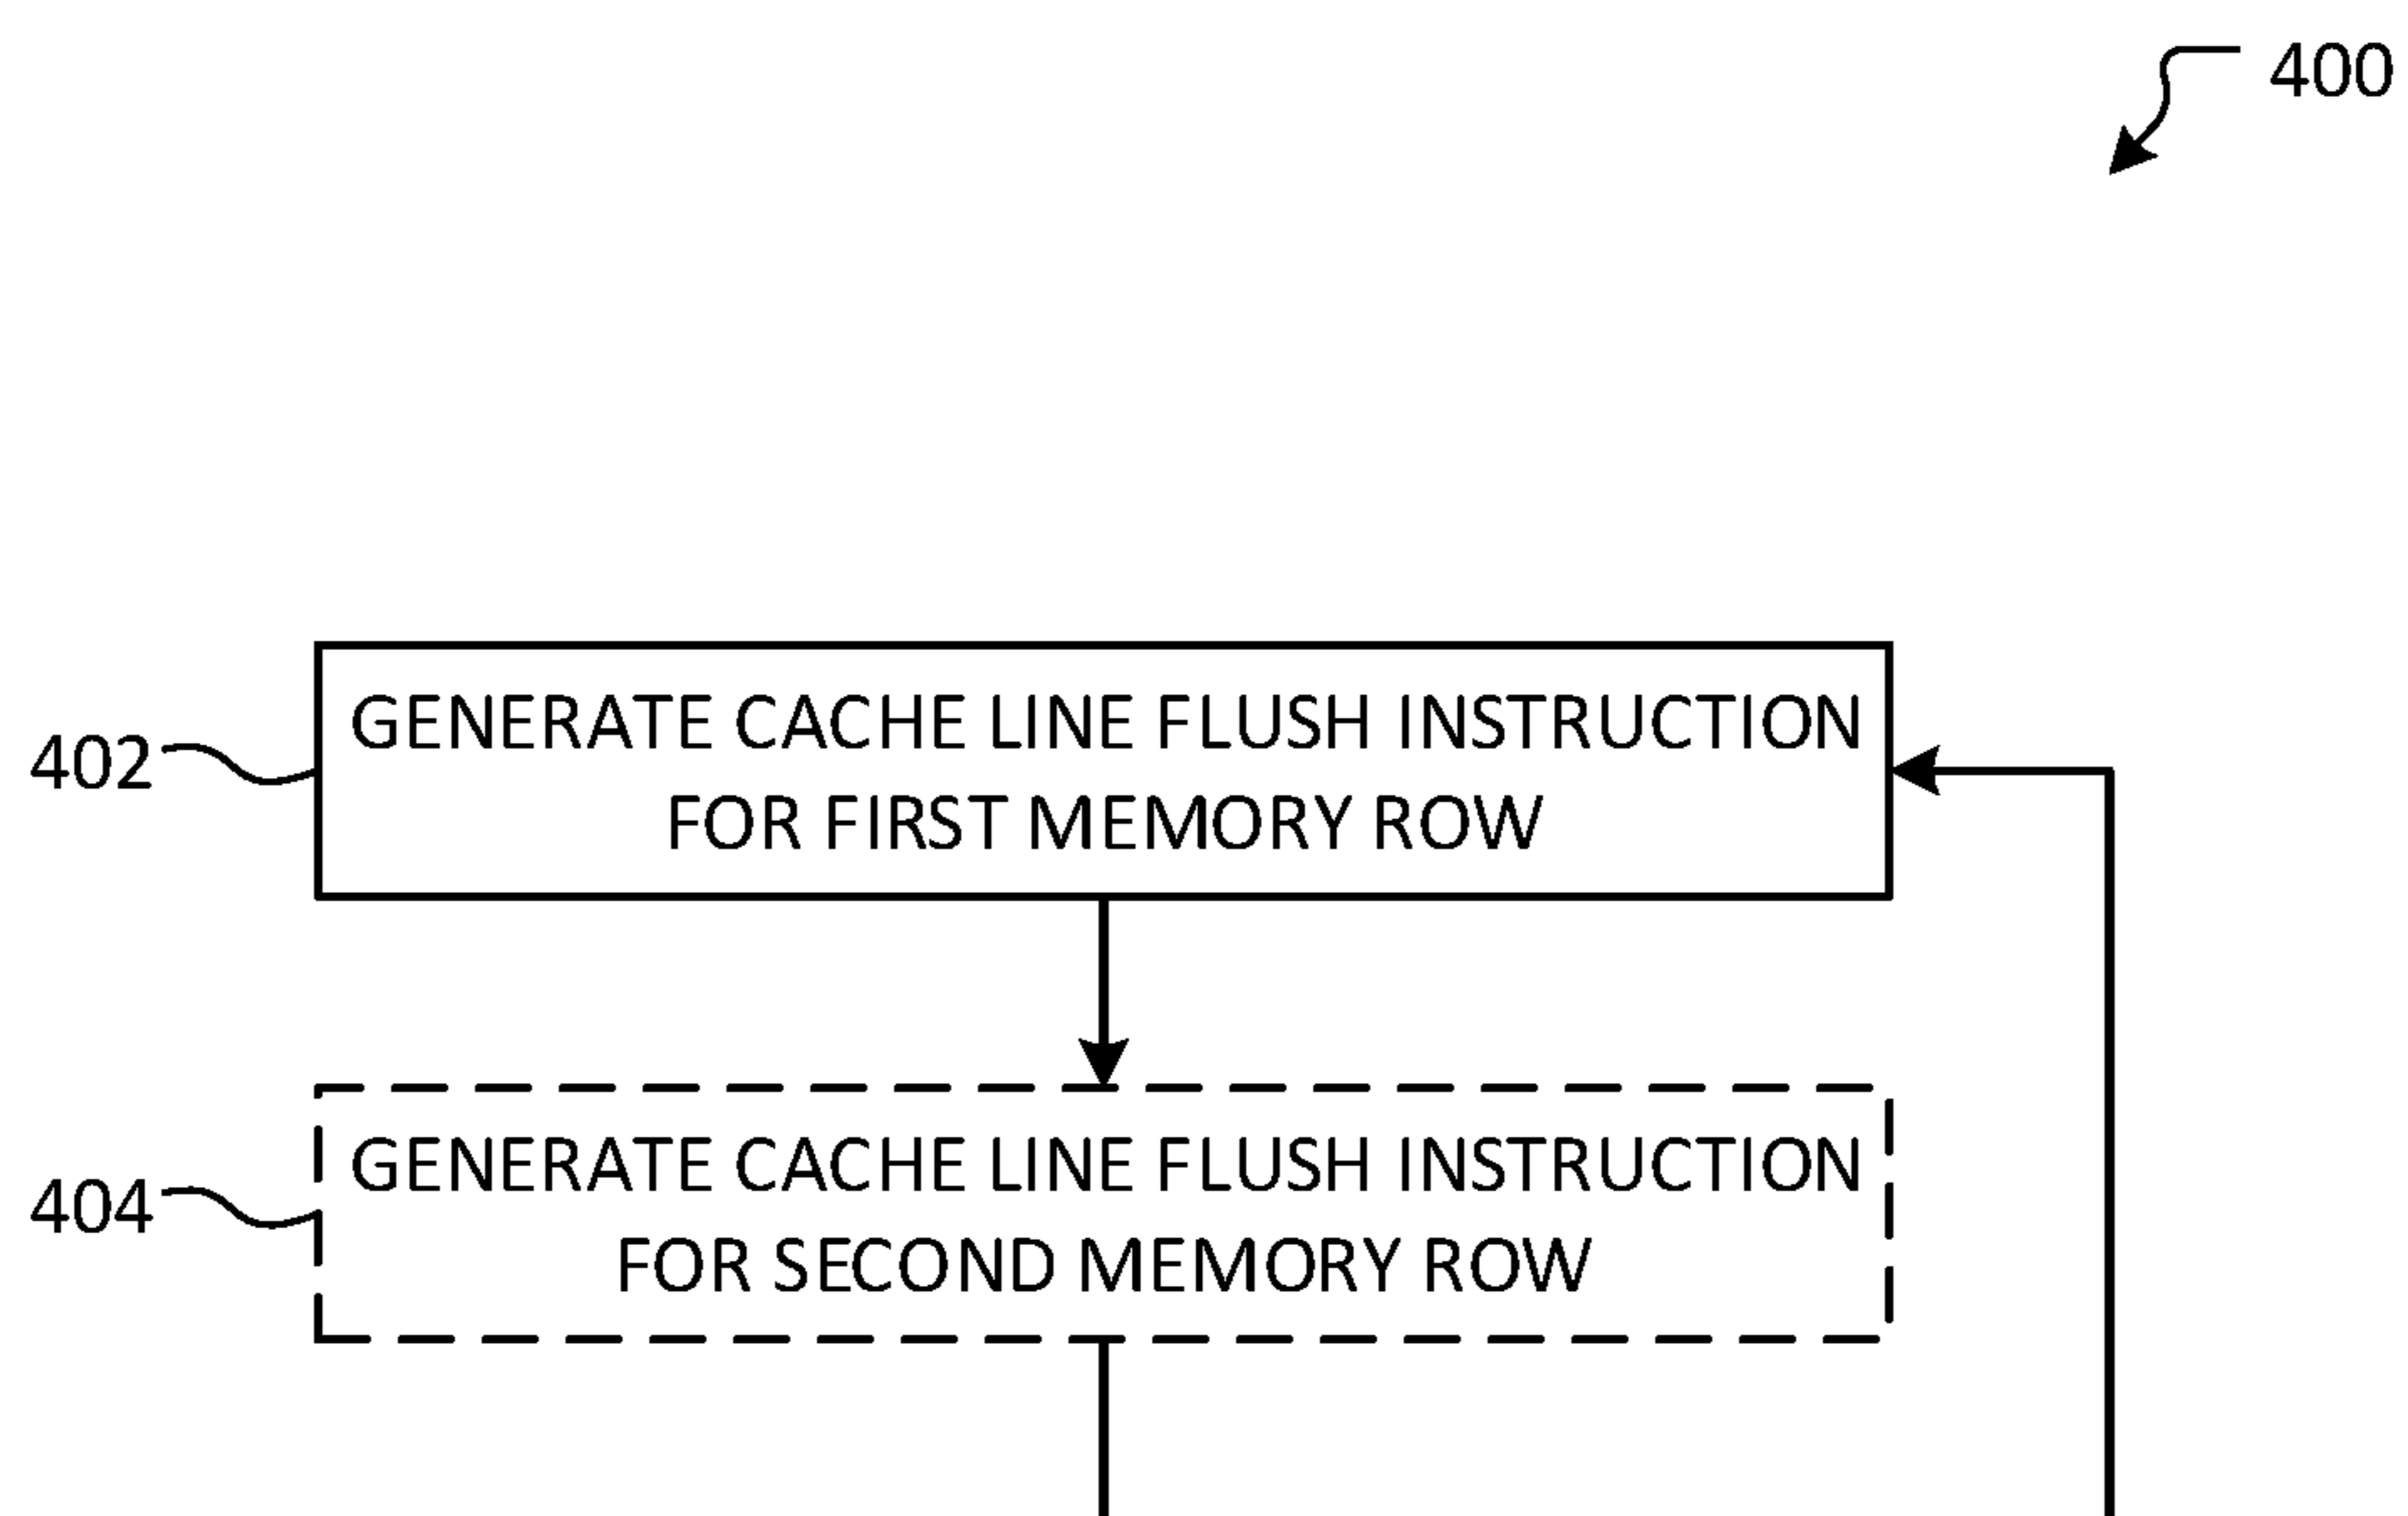 400
402
GENERATE CACHE LINE FLUSH INSTRUCTION
FOR FIRST MEMORY ROW
404
GENERATE CACHE LINE FLUSH INSTRUCTION
FOR SECOND MEMORY ROW